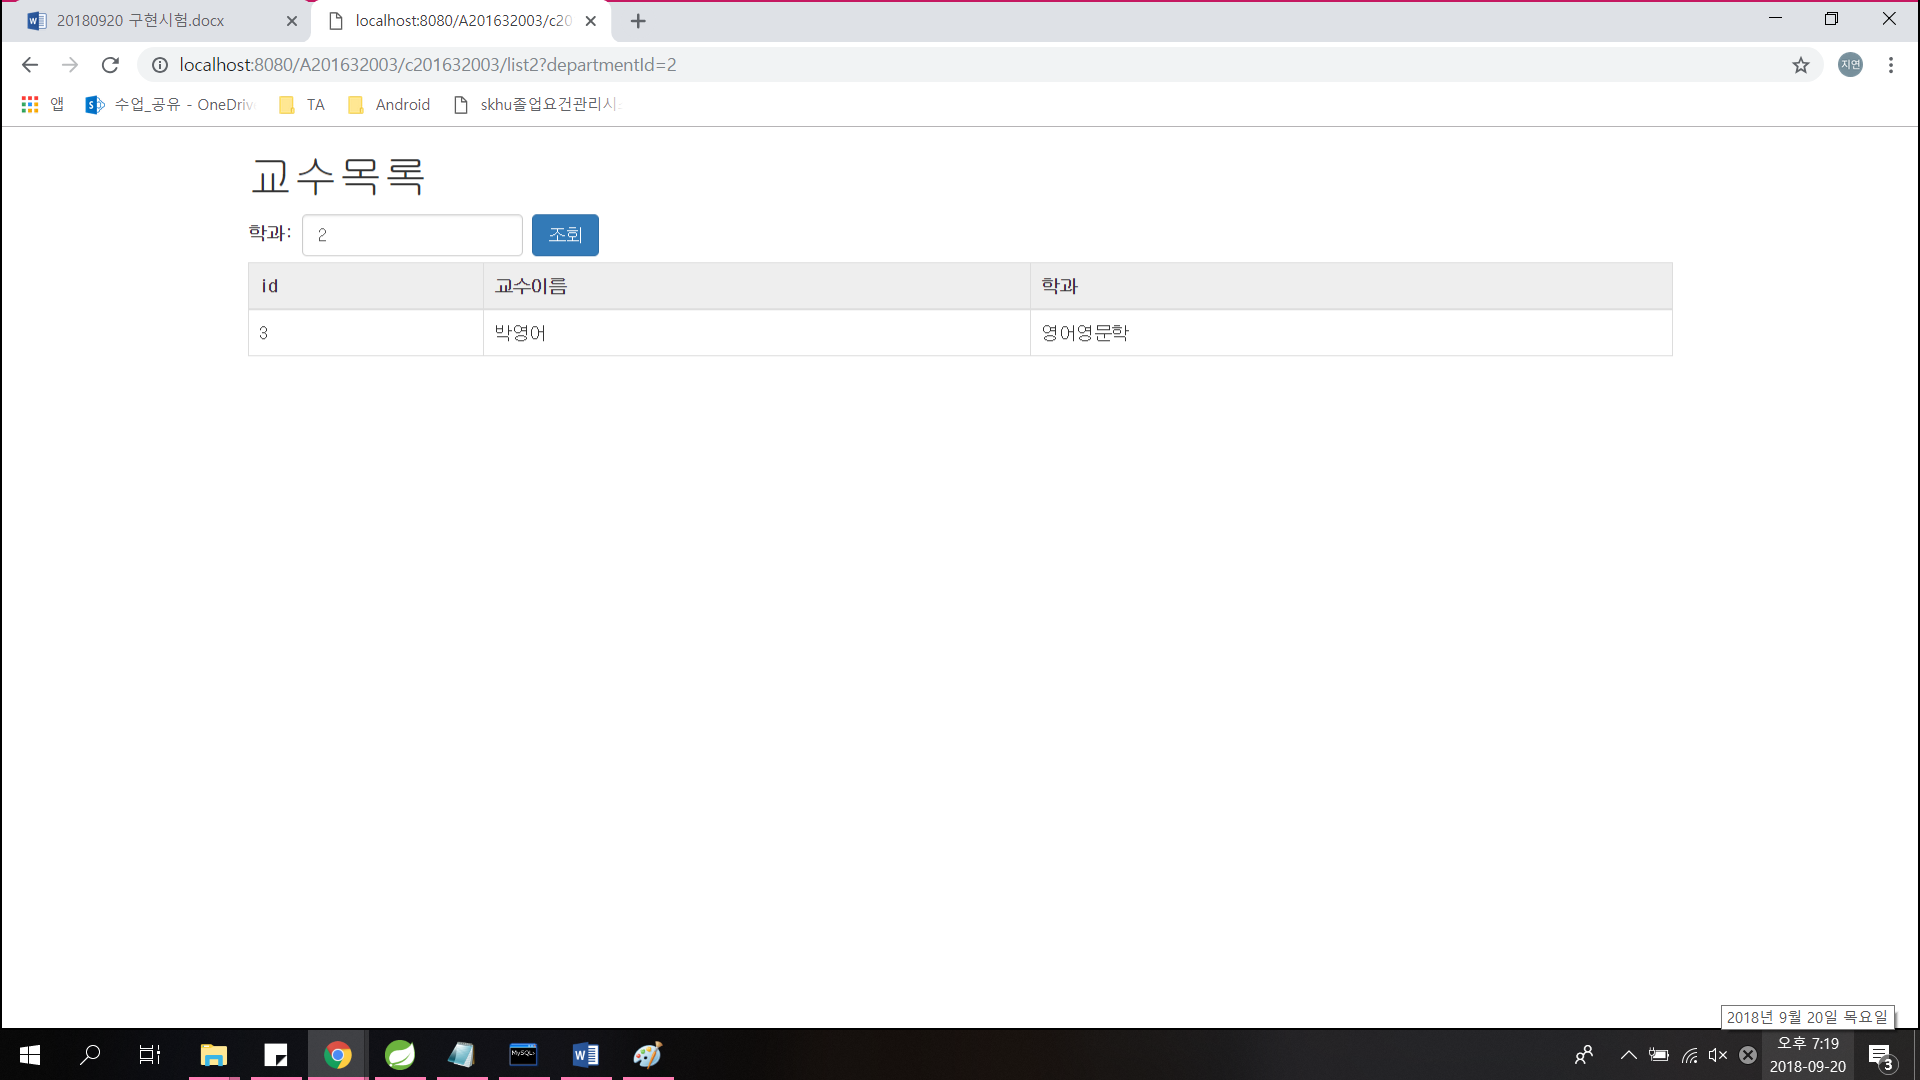 20180920 구현시험.docx
localhost:8080/A201632003/c20
localhost:8080/A201632003/c201632003/list2?departmentId=2
지연
앱
수업_공유 - OneDriv
TA
Android
skhu졸업요건관리시
교수목록
학과:
2
조회
id 교수이름 학과
3 박영어 영어영문학
2018년 9월 20일 목요일
MySQL>
오후 7:19
2018-09-20
3